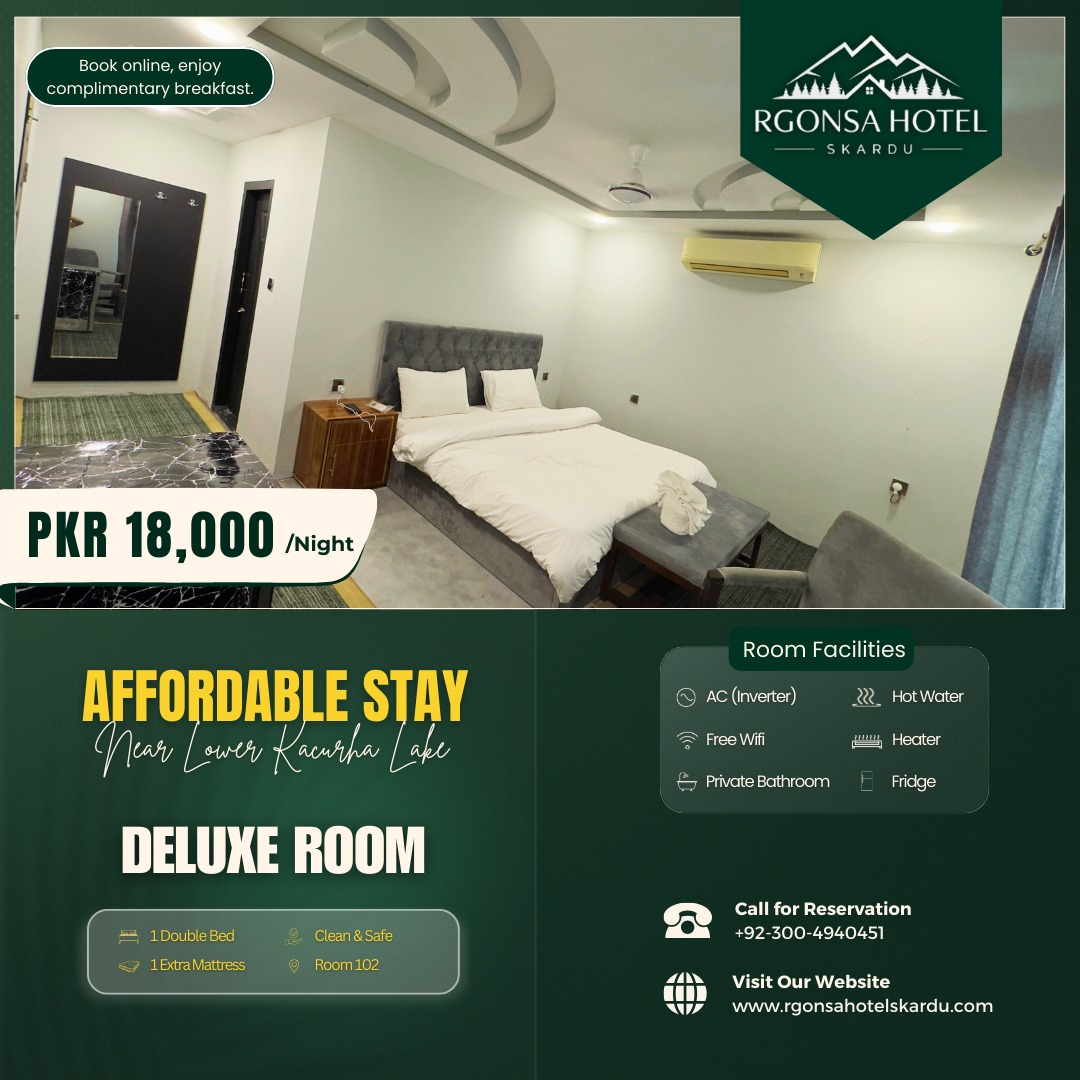 Book online, enjoy
complimentary breakfast.
RGONSA HOTEL
SKARDU
PKR 18,000 /Night
AFFORDABLE STAY
Near Lower Kacurha Lake
DELUXE ROOM
1 Double Bed
Clean & Safe
1 Extra Mattress
Room 102
Room Facilities
AC (Inverter)
Hot Water
Free Wifi
Heater
Private Bathroom
Fridge
Call for Reservation
+92-300-4940451
Visit Our Website
www.rgonsahotelskardu.com